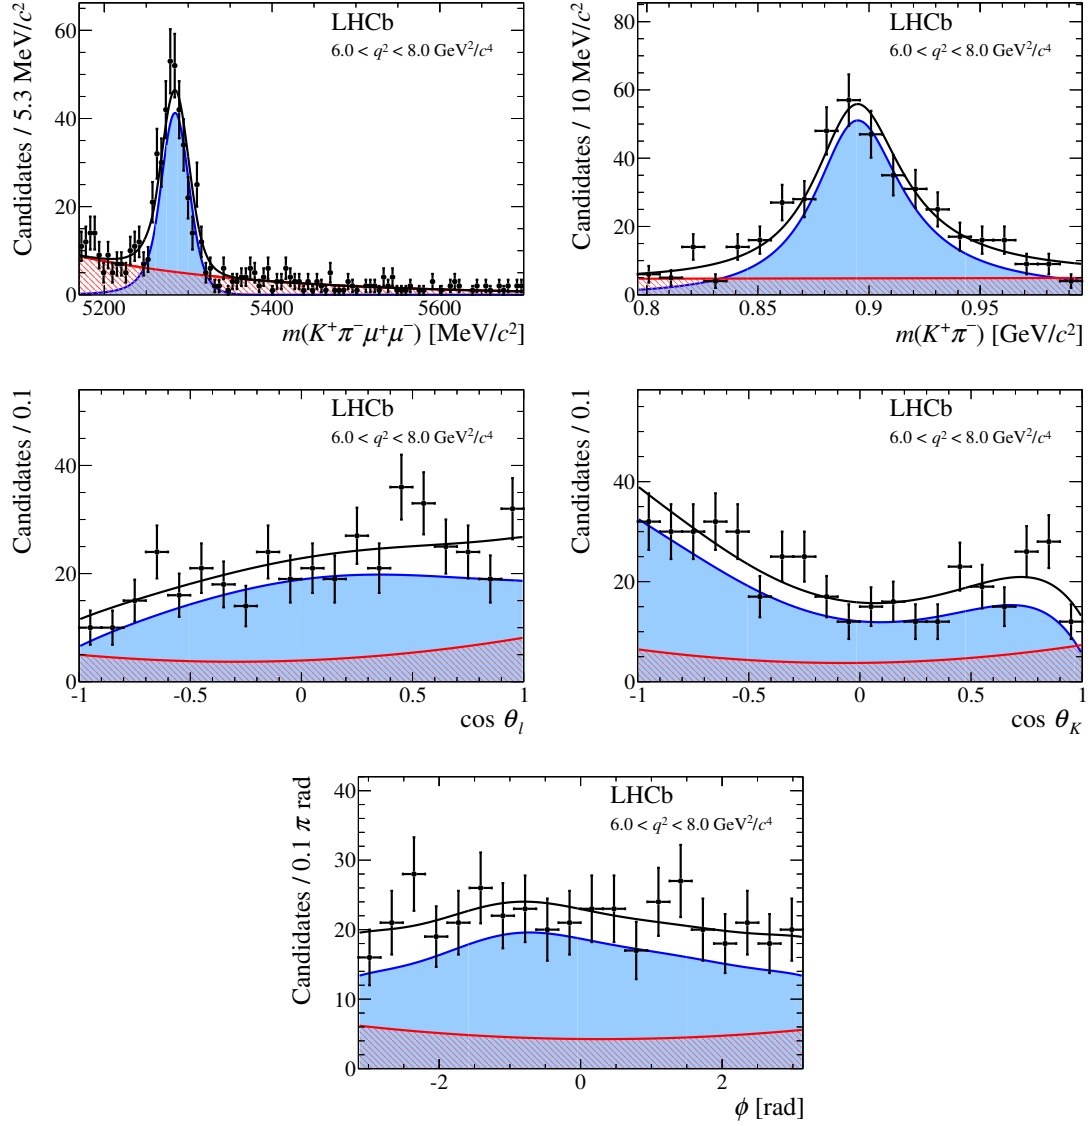 LHCb
6.0 < q² < 8.0 GeV²/c⁴
Candidates / 5.3 MeV/c²
60
40
20
0
5200 5400 5600
m(K⁺π⁻μ⁺μ⁻) [MeV/c²]
LHCb
6.0 < q² < 8.0 GeV²/c⁴
Candidates / 10 MeV/c²
80
60
40
20
0
0.8 0.85 0.9 0.95
m(K⁺π⁻) [GeV/c²]
LHCb
6.0 < q² < 8.0 GeV²/c⁴
Candidates / 0.1
40
20
0
-1 -0.5 0 0.5 1
cos θ_l
LHCb
6.0 < q² < 8.0 GeV²/c⁴
Candidates / 0.1
40
20
0
-1 -0.5 0 0.5 1
cos θ_K
LHCb
6.0 < q² < 8.0 GeV²/c⁴
Candidates / 0.1 π rad
40
30
20
10
0
-2 0 2
ϕ [rad]